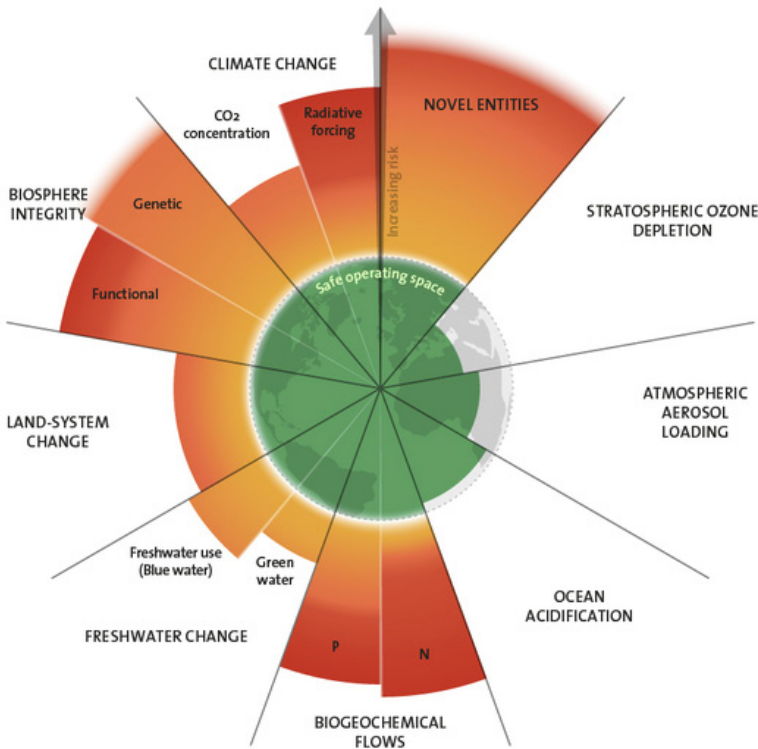 CLIMATE CHANGE
CO2
concentration
Radiative
forcing
NOVEL ENTITIES
Increasing risk
BIOSPHERE
INTEGRITY
Genetic
Functional
STRATOSPHERIC OZONE
DEPLETION
Safe operating space
LAND-SYSTEM
CHANGE
ATMOSPHERIC
AEROSOL
LOADING
Freshwater use
(Blue water)
Green
water
FRESHWATER CHANGE
OCEAN
ACIDIFICATION
P
N
BIOGEOCHEMICAL
FLOWS